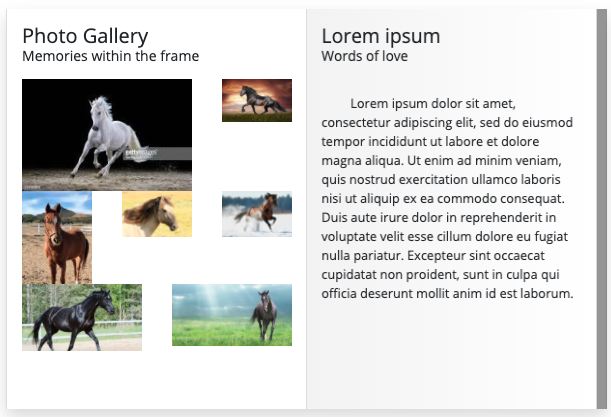 Photo Gallery
Memories within the frame
gettyimages
Lorem ipsum
Words of love
Lorem ipsum dolor sit amet,
consectetur adipiscing elit, sed do eiusmod
tempor incididunt ut labore et dolore
magna aliqua. Ut enim ad minim veniam,
quis nostrud exercitation ullamco laboris
nisi ut aliquip ex ea commodo consequat.
Duis aute irure dolor in reprehenderit in
voluptate velit esse cillum dolore eu fugiat
nulla pariatur. Excepteur sint occaecat
cupidatat non proident, sunt in culpa qui
officia deserunt mollit anim id est laborum.